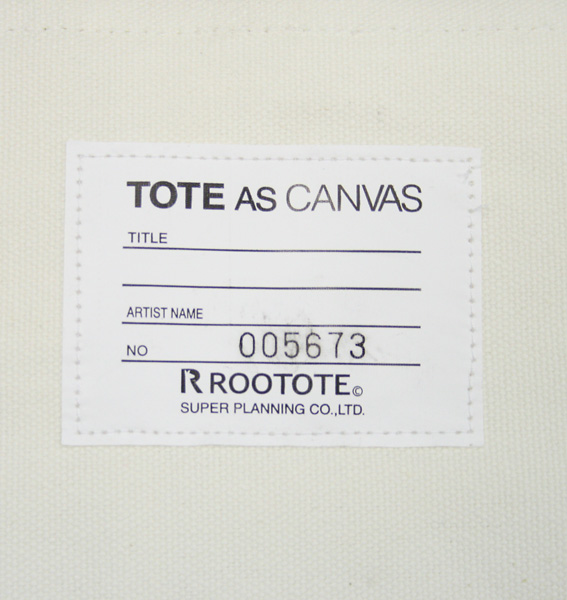 TOTE AS CANVAS
TITLE
ARTIST NAME
NO 005673
R ROOTOTE©
SUPER PLANNING CO.,LTD.